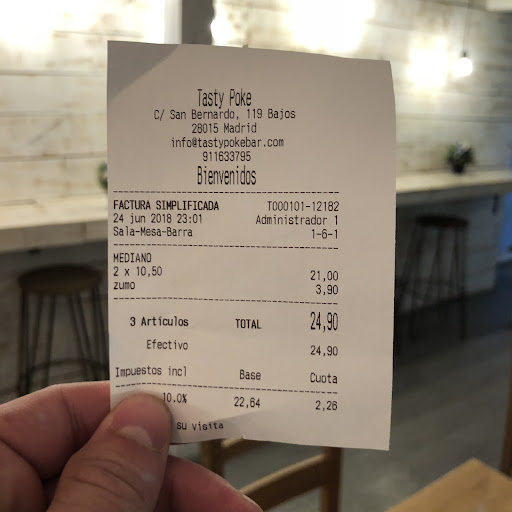 Tasty Poke
C/ San Bernardo, 119 Bajos
28015 Madrid
info@tastypokebar.com
911633795
Bienvenidos
FACTURA SIMPLIFICADA T000101-12182
24 jun 2018 23:01 Administrador 1
Sala-Mesa-Barra 1-6-1
MEDIANO
2 x 10,50 21,00
zumo 3,90
3 Artículos TOTAL 24,90
Efectivo 24,90
Impuestos incl Base Cuota
10.0% 22,64 2,26
su visita